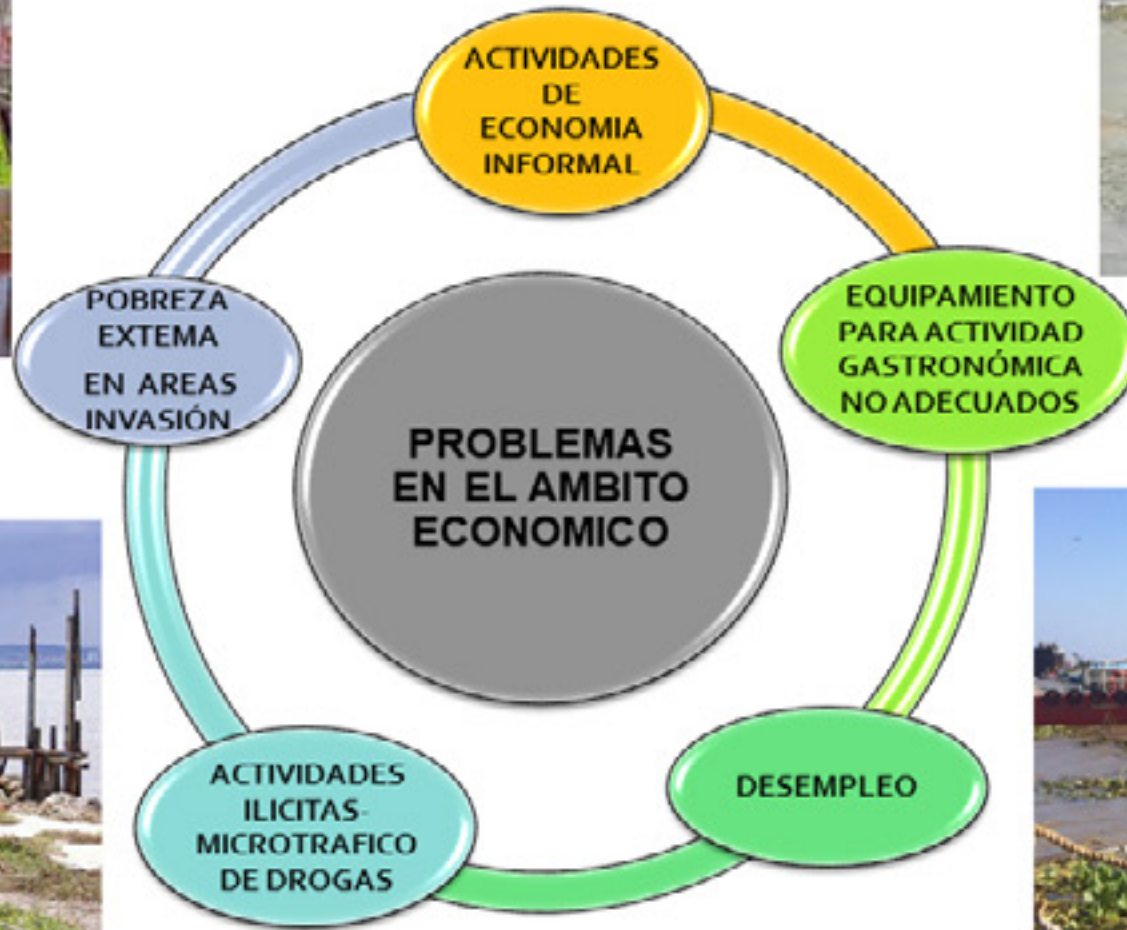 ACTIVIDADES
DE
ECONOMIA
INFORMAL
EQUIPAMIENTO
PARA ACTIVIDAD
GASTRONÓMICA
NO ADECUADOS
DESEMPLEO
ACTIVIDADES
ILICITAS-
MICROTRAFICO
DE DROGAS
POBREZA
EXTEMA
EN AREAS
INVASIÓN
PROBLEMAS
EN EL AMBITO
ECONOMICO